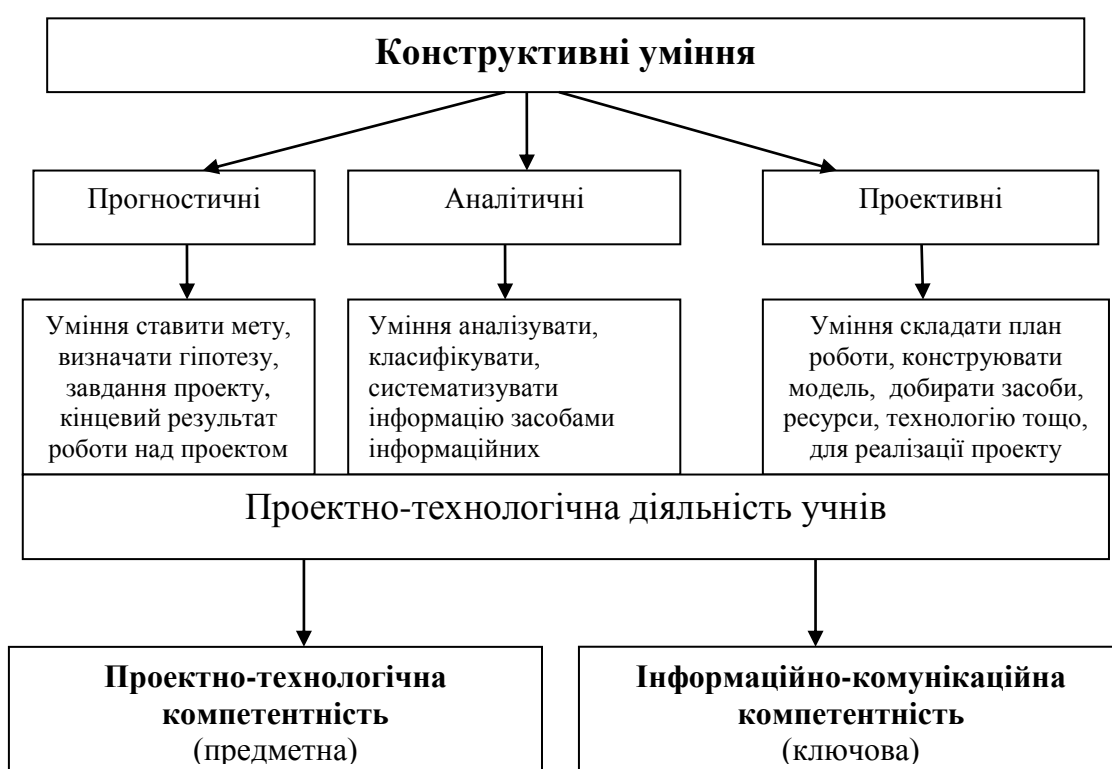 Конструктивні уміння
Прогностичні
Аналітичні
Проективні
Уміння ставити мету,
визначати гіпотезу,
завдання проекту,
кінцевий результат
роботи над проектом
Уміння аналізувати,
класифікувати,
систематизувати
інформацію засобами
інформаційних
Уміння складати план
роботи, конструювати
модель, добирати засоби,
ресурси, технологію тощо,
для реалізації проекту
Проектно-технологічна діяльність учнів
Проектно-технологічна
компетентність
(предметна)
Інформаційно-комунікаційна
компетентність
(ключова)